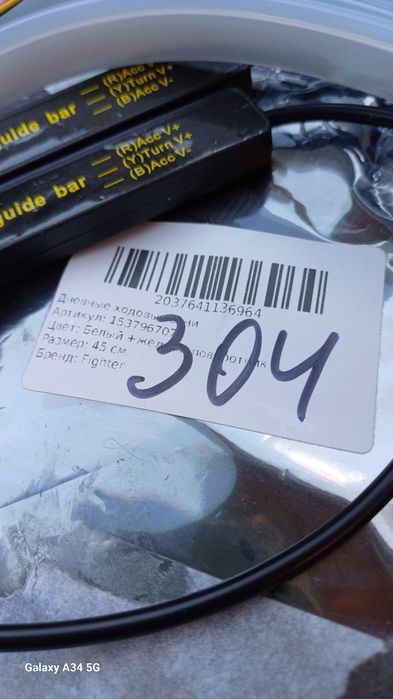 (R)Acc V+
(Y)Turn V+
(B)Acc V-
guide bar
(R)Acc V+
(Y)Turn V+
(B)Acc V-
guide bar
2037641136964
Дневные
Артикул:
Цвет: Белый
Размер: 45 см.
Бренд: Fighter
304
Galaxy A34 5G